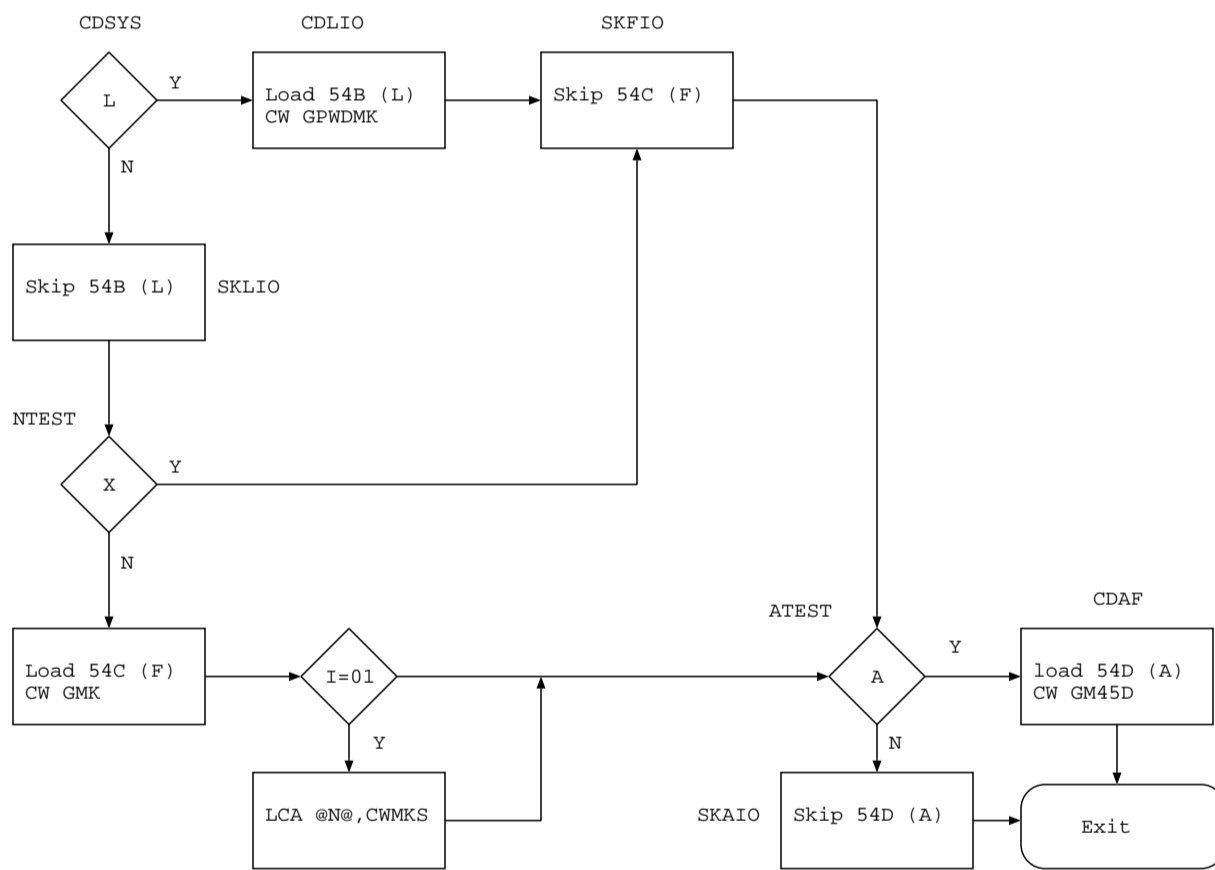 CDSYS
CDLIO
SKFIO
L
Y
Load 54B (L)
CW GPWDMK
Skip 54C (F)
N
Skip 54B (L)
SKLIO
NTEST
X
Y
N
Load 54C (F)
CW GMK
I=01
Y
LCA @N@,CWMKS
ATEST
A
Y
CDAF
load 54D (A)
CW GM45D
N
SKAIO
Skip 54D (A)
Exit